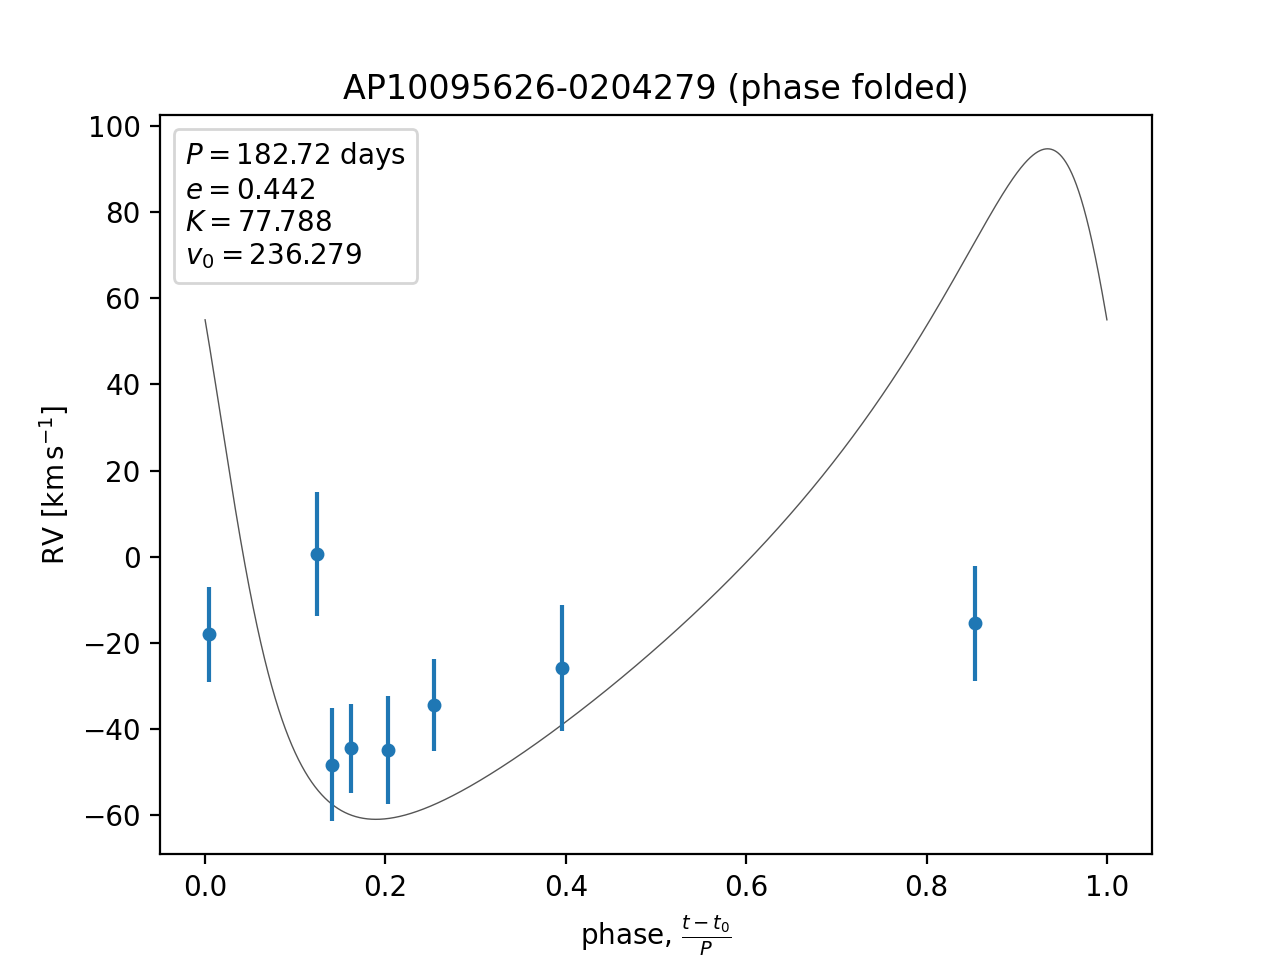 AP10095626-0204279 (phase folded)
P = 182.72 days
e = 0.442
K = 77.788
v₀ = 236.279
100
80
60
40
20
0
−20
−40
−60
RV [km s⁻¹]
0.0 0.2 0.4 0.6 0.8 1.0
phase, (t − t₀)/P